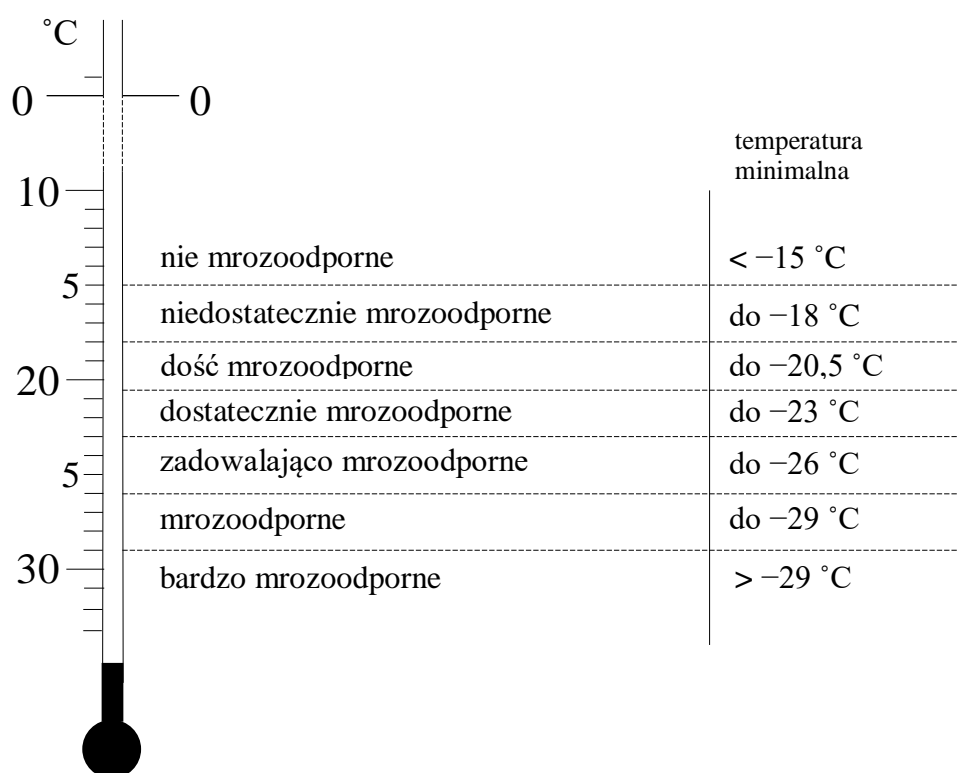 ˚C
0 0
temperatura
minimalna
10
nie mrozoodporne < −15 ˚C
5
niedostatecznie mrozoodporne do −18 ˚C
dość mrozoodporne do −20,5 ˚C
20
dostatecznie mrozoodporne do −23 ˚C
zadowalająco mrozoodporne do −26 ˚C
5
mrozoodporne do −29 ˚C
30
bardzo mrozoodporne > −29 ˚C